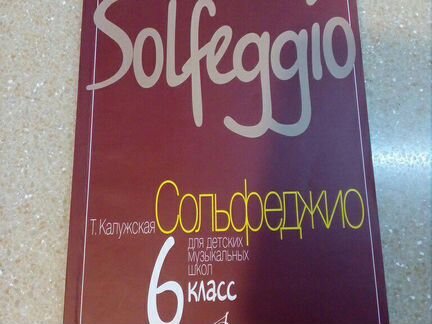 Solfeggio
Т. Калужская Сольфеджио
для детских
музыкальных
школ
6 класс